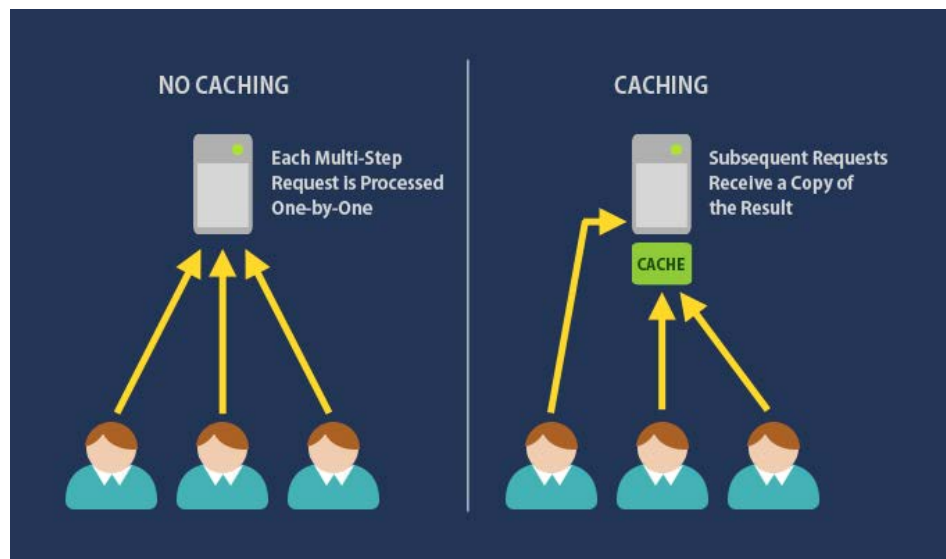 NO CACHING
Each Multi-Step
Request is Processed
One-by-One
CACHING
Subsequent Requests
Receive a Copy of
the Result
CACHE